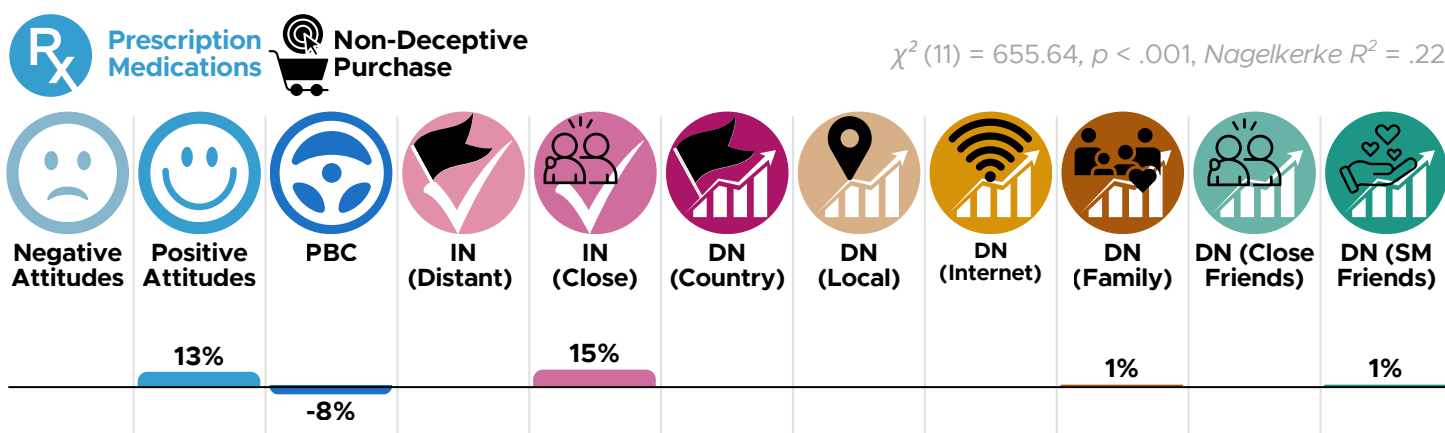 Rx
Prescription
Medications
Non-Deceptive
Purchase
χ² (11) = 655.64, p < .001, Nagelkerke R² = .22
Negative
Attitudes
Positive
Attitudes
PBC
IN
(Distant)
IN
(Close)
DN
(Country)
DN
(Local)
DN
(Internet)
DN
(Family)
DN (Close
Friends)
DN (SM
Friends)
13%
-8%
15%
1%
1%